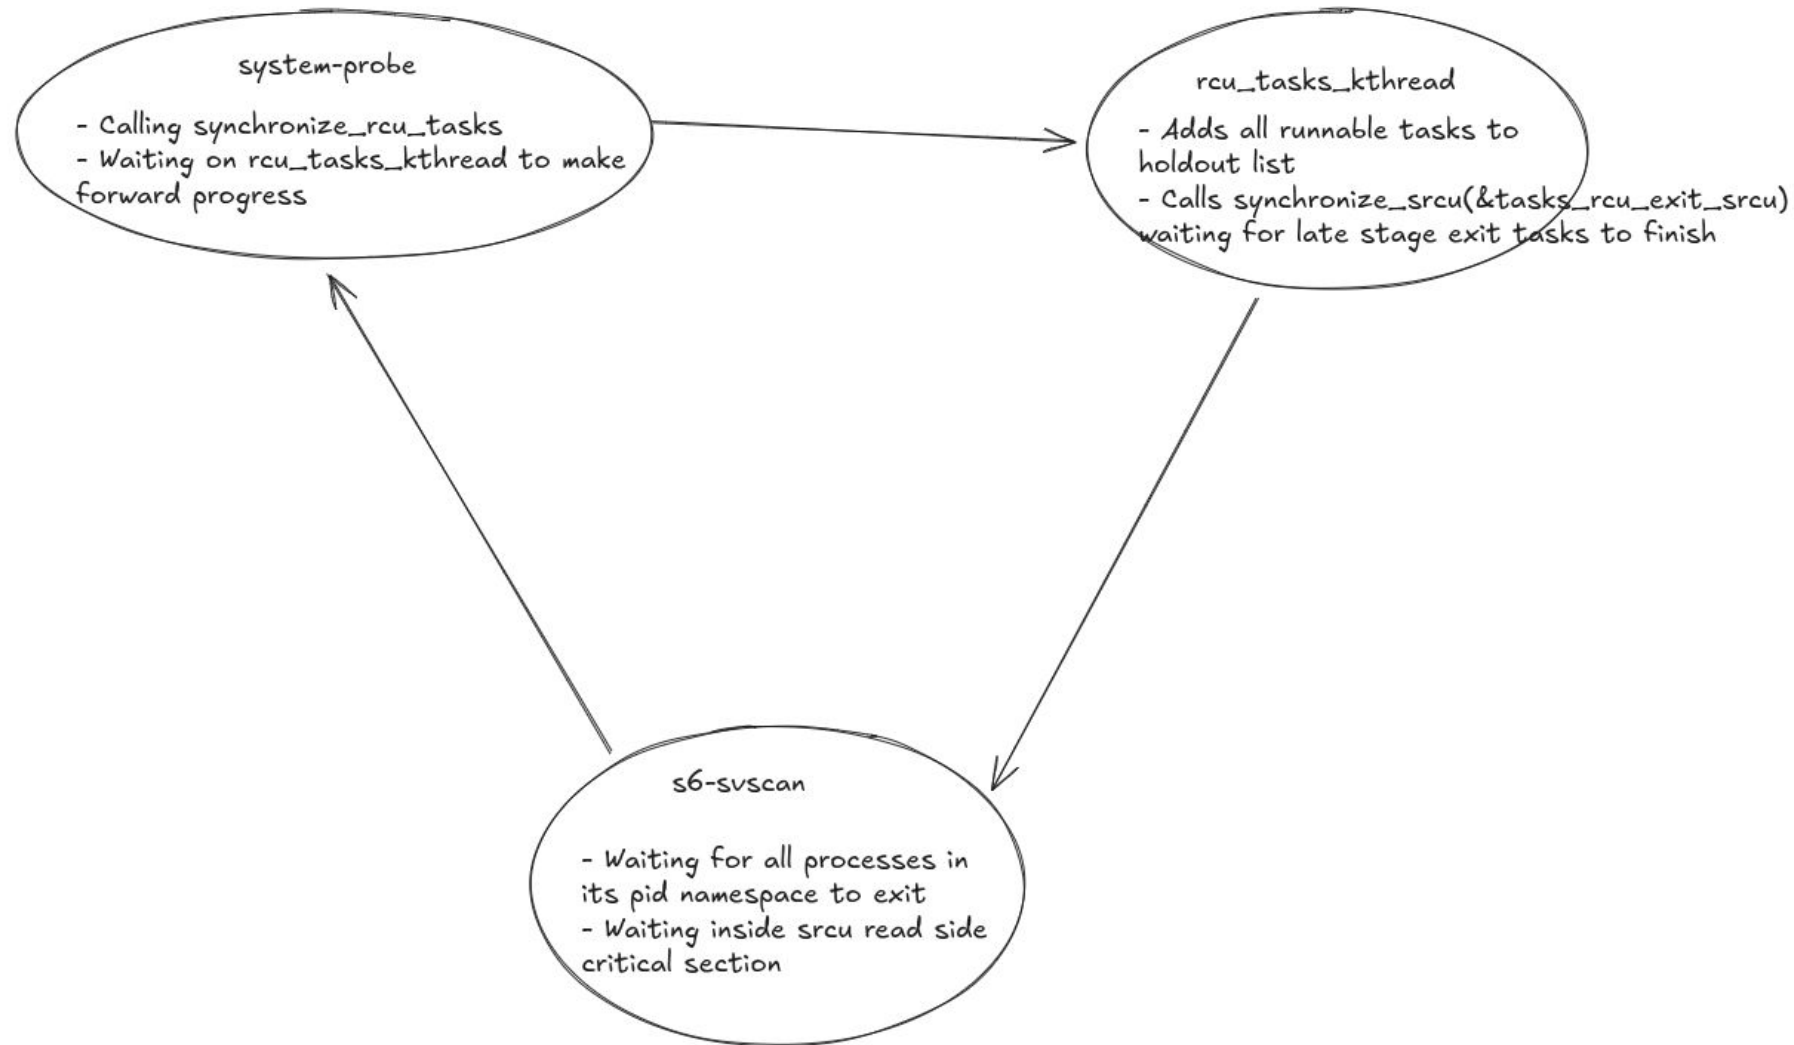 system-probe
- Calling synchronize_rcu_tasks
- Waiting on rcu_tasks_kthread to make
forward progress
rcu_tasks_kthread
- Adds all runnable tasks to
holdout list
- Calls synchronize_srcu(&tasks_rcu_exit_srcu)
waiting for late stage exit tasks to finish
s6-svscan
- Waiting for all processes in
its pid namespace to exit
- Waiting inside srcu read side
critical section